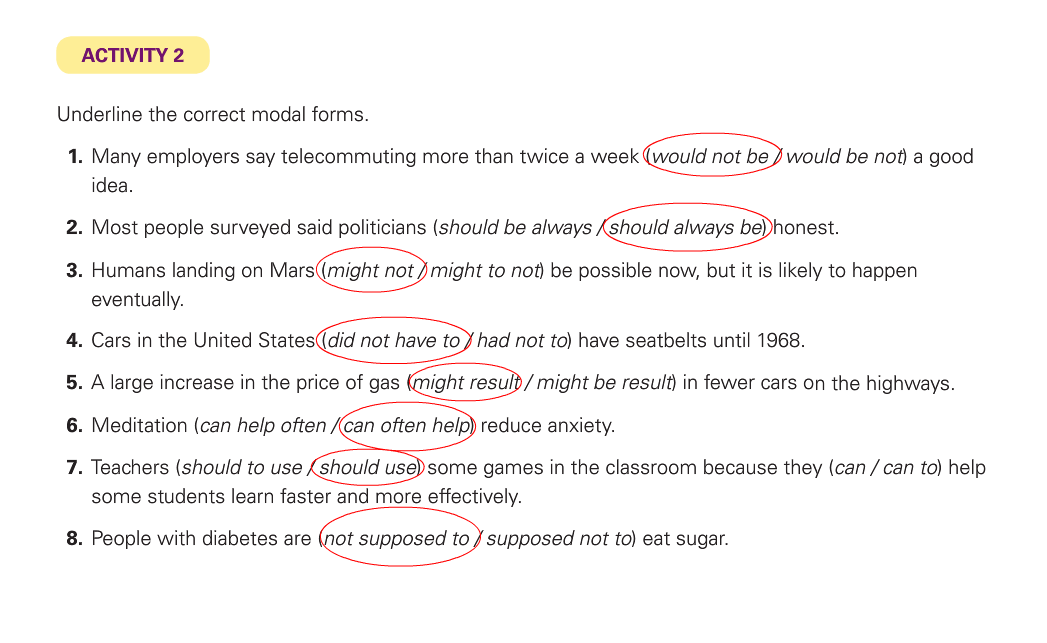 ACTIVITY 2
Underline the correct modal forms.
1. Many employers say telecommuting more than twice a week (would not be / would be not) a good
idea.
2. Most people surveyed said politicians (should be always / should always be) honest.
3. Humans landing on Mars (might not / might to not) be possible now, but it is likely to happen
eventually.
4. Cars in the United States (did not have to / had not to) have seatbelts until 1968.
5. A large increase in the price of gas (might result / might be result) in fewer cars on the highways.
6. Meditation (can help often / can often help) reduce anxiety.
7. Teachers (should to use / should use) some games in the classroom because they (can / can to) help
some students learn faster and more effectively.
8. People with diabetes are (not supposed to / supposed not to) eat sugar.